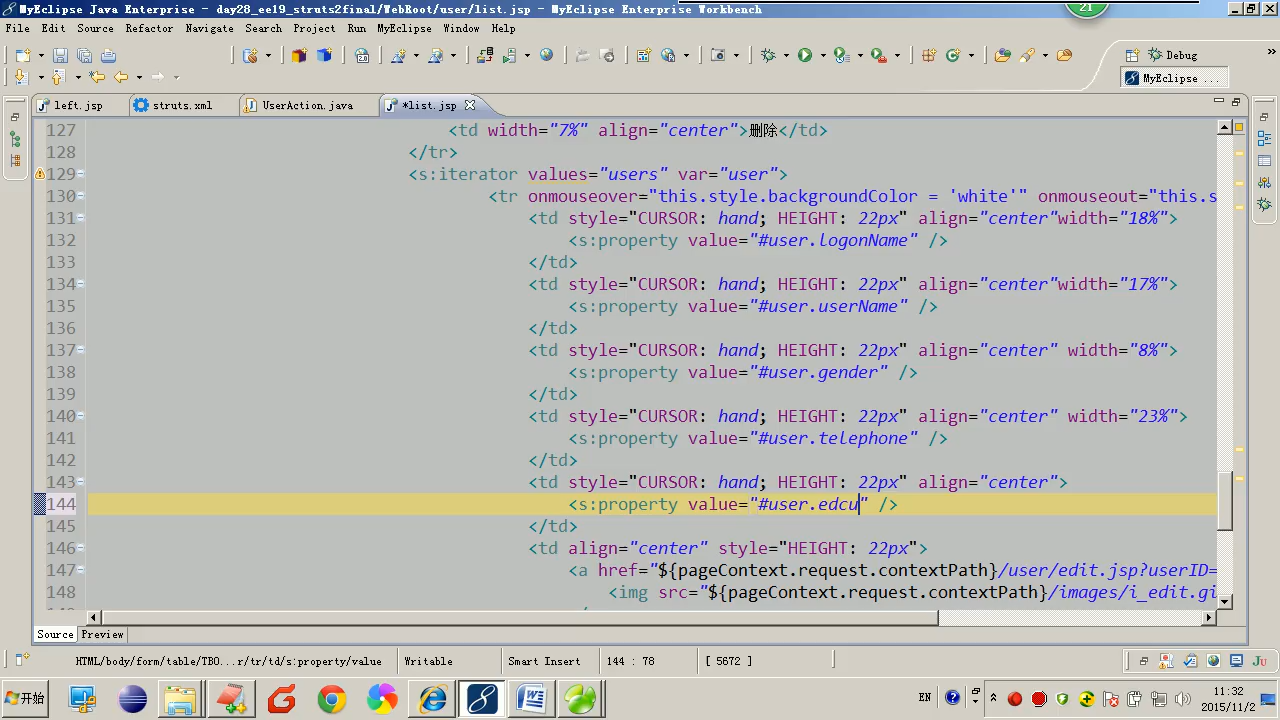 MyEclipse Java Enterprise - day28_ee19_struts2final/WebRoot/user/list.jsp - MyEclipse Enterprise Workbench
21
File Edit Source Refactor Navigate Search Project Run MyEclipse Window Help
Debug
MyEclipse ...
left.jsp struts.xml UserAction.java *list.jsp
127 <td width="7%" align="center">删除</td>
128 </tr>
129 <s:iterator values="users" var="user">
130 <tr onmouseover="this.style.backgroundColor = 'white'" onmouseout="this.s
131 <td style="CURSOR: hand; HEIGHT: 22px" align="center"width="18%">
132 <s:property value="#user.logonName" />
133 </td>
134 <td style="CURSOR: hand; HEIGHT: 22px" align="center"width="17%">
135 <s:property value="#user.userName" />
136 </td>
137 <td style="CURSOR: hand; HEIGHT: 22px" align="center" width="8%">
138 <s:property value="#user.gender" />
139 </td>
140 <td style="CURSOR: hand; HEIGHT: 22px" align="center" width="23%">
141 <s:property value="#user.telephone" />
142 </td>
143 <td style="CURSOR: hand; HEIGHT: 22px" align="center">
144 <s:property value="#user.edcu" />
145 </td>
146 <td align="center" style="HEIGHT: 22px">
147 <a href="${pageContext.request.contextPath}/user/edit.jsp?userID=
148 <img src="${pageContext.request.contextPath}/images/i_edit.gi
Source Preview
HTML/body/form/table/TBO...r/tr/td/s:property/value Writable Smart Insert 144 : 78 [ 5672 ]
开始 EN 11:32
2015/11/2